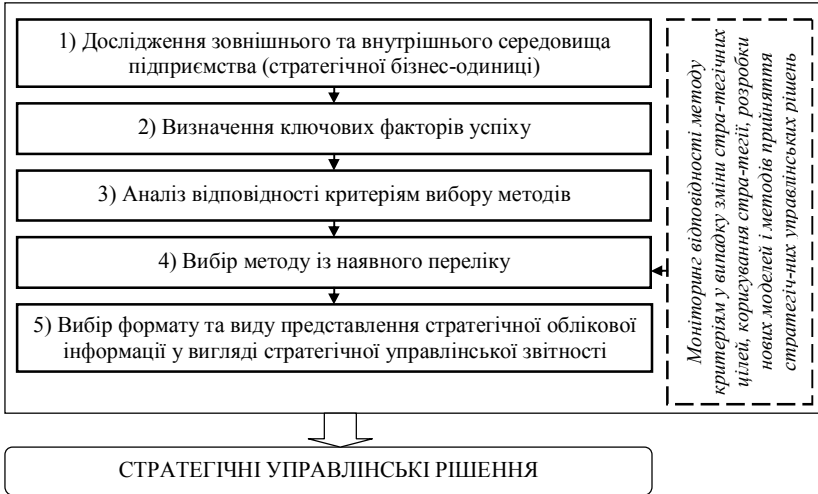 1) Дослідження зовнішнього та внутрішнього середовища
підприємства (стратегічної бізнес-одиниці)
2) Визначення ключових факторів успіху
3) Аналіз відповідності критеріям вибору методів
4) Вибір методу із наявного переліку
5) Вибір формату та виду представлення стратегічної облікової
інформації у вигляді стратегічної управлінської звітності
Моніторинг відповідності методу
критеріям у випадку зміни стра-тегічних
цілей, коригування стра-тегії, розробки
нових моделей і методів прийняття
стратегіч-них управлінських рішень
СТРАТЕГІЧНІ УПРАВЛІНСЬКІ РІШЕННЯ